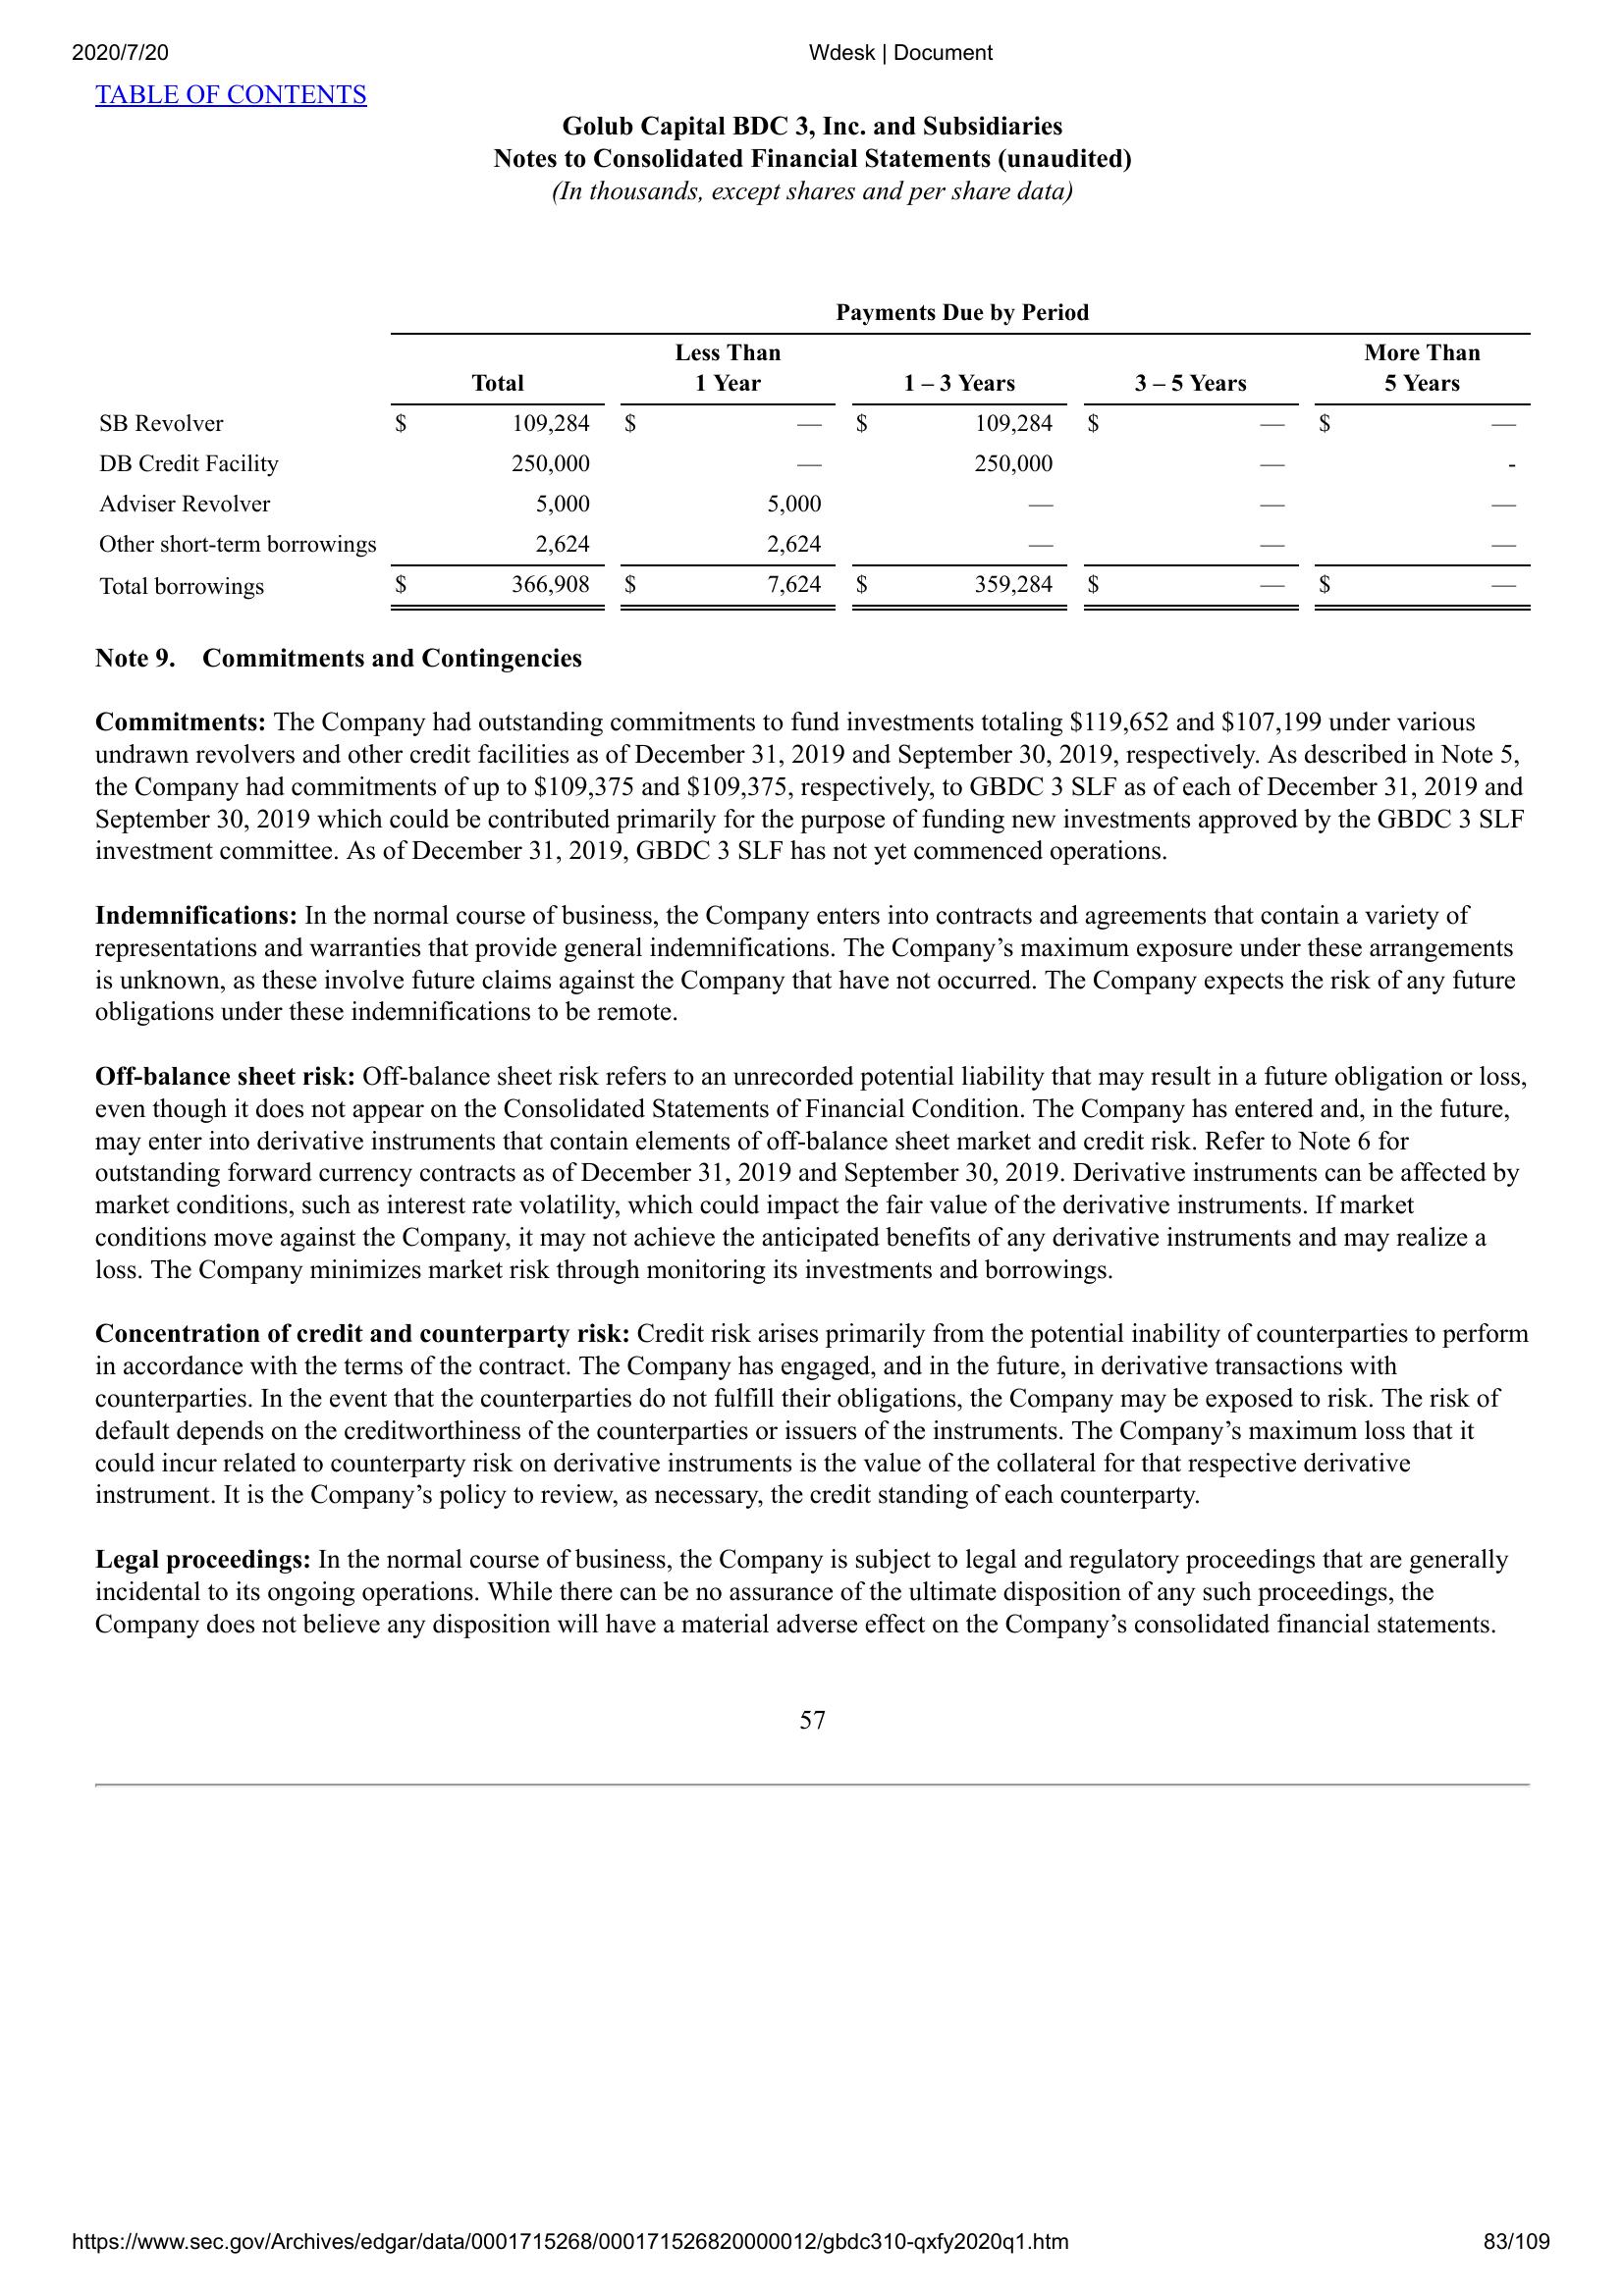 2020/7/20 Wdesk | Document
TABLE OF CONTENTS
Golub Capital BDC 3, Inc. and Subsidiaries
Notes to Consolidated Financial Statements (unaudited)
(In thousands, except shares and per share data)
Payments Due by Period
Total Less Than 1 Year 1 – 3 Years 3 – 5 Years More Than 5 Years
SB Revolver $ 109,284 $ — $ 109,284 $ — $ —
DB Credit Facility 250,000 — 250,000 — -
Adviser Revolver 5,000 5,000 — — —
Other short-term borrowings 2,624 2,624 — — —
Total borrowings $ 366,908 $ 7,624 $ 359,284 $ — $ —
Note 9. Commitments and Contingencies
Commitments: The Company had outstanding commitments to fund investments totaling $119,652 and $107,199 under various
undrawn revolvers and other credit facilities as of December 31, 2019 and September 30, 2019, respectively. As described in Note 5,
the Company had commitments of up to $109,375 and $109,375, respectively, to GBDC 3 SLF as of each of December 31, 2019 and
September 30, 2019 which could be contributed primarily for the purpose of funding new investments approved by the GBDC 3 SLF
investment committee. As of December 31, 2019, GBDC 3 SLF has not yet commenced operations.
Indemnifications: In the normal course of business, the Company enters into contracts and agreements that contain a variety of
representations and warranties that provide general indemnifications. The Company’s maximum exposure under these arrangements
is unknown, as these involve future claims against the Company that have not occurred. The Company expects the risk of any future
obligations under these indemnifications to be remote.
Off-balance sheet risk: Off-balance sheet risk refers to an unrecorded potential liability that may result in a future obligation or loss,
even though it does not appear on the Consolidated Statements of Financial Condition. The Company has entered and, in the future,
may enter into derivative instruments that contain elements of off-balance sheet market and credit risk. Refer to Note 6 for
outstanding forward currency contracts as of December 31, 2019 and September 30, 2019. Derivative instruments can be affected by
market conditions, such as interest rate volatility, which could impact the fair value of the derivative instruments. If market
conditions move against the Company, it may not achieve the anticipated benefits of any derivative instruments and may realize a
loss. The Company minimizes market risk through monitoring its investments and borrowings.
Concentration of credit and counterparty risk: Credit risk arises primarily from the potential inability of counterparties to perform
in accordance with the terms of the contract. The Company has engaged, and in the future, in derivative transactions with
counterparties. In the event that the counterparties do not fulfill their obligations, the Company may be exposed to risk. The risk of
default depends on the creditworthiness of the counterparties or issuers of the instruments. The Company’s maximum loss that it
could incur related to counterparty risk on derivative instruments is the value of the collateral for that respective derivative
instrument. It is the Company’s policy to review, as necessary, the credit standing of each counterparty.
Legal proceedings: In the normal course of business, the Company is subject to legal and regulatory proceedings that are generally
incidental to its ongoing operations. While there can be no assurance of the ultimate disposition of any such proceedings, the
Company does not believe any disposition will have a material adverse effect on the Company’s consolidated financial statements.
57
https://www.sec.gov/Archives/edgar/data/0001715268/000171526820000012/gbdc310-qxfy2020q1.htm 83/109